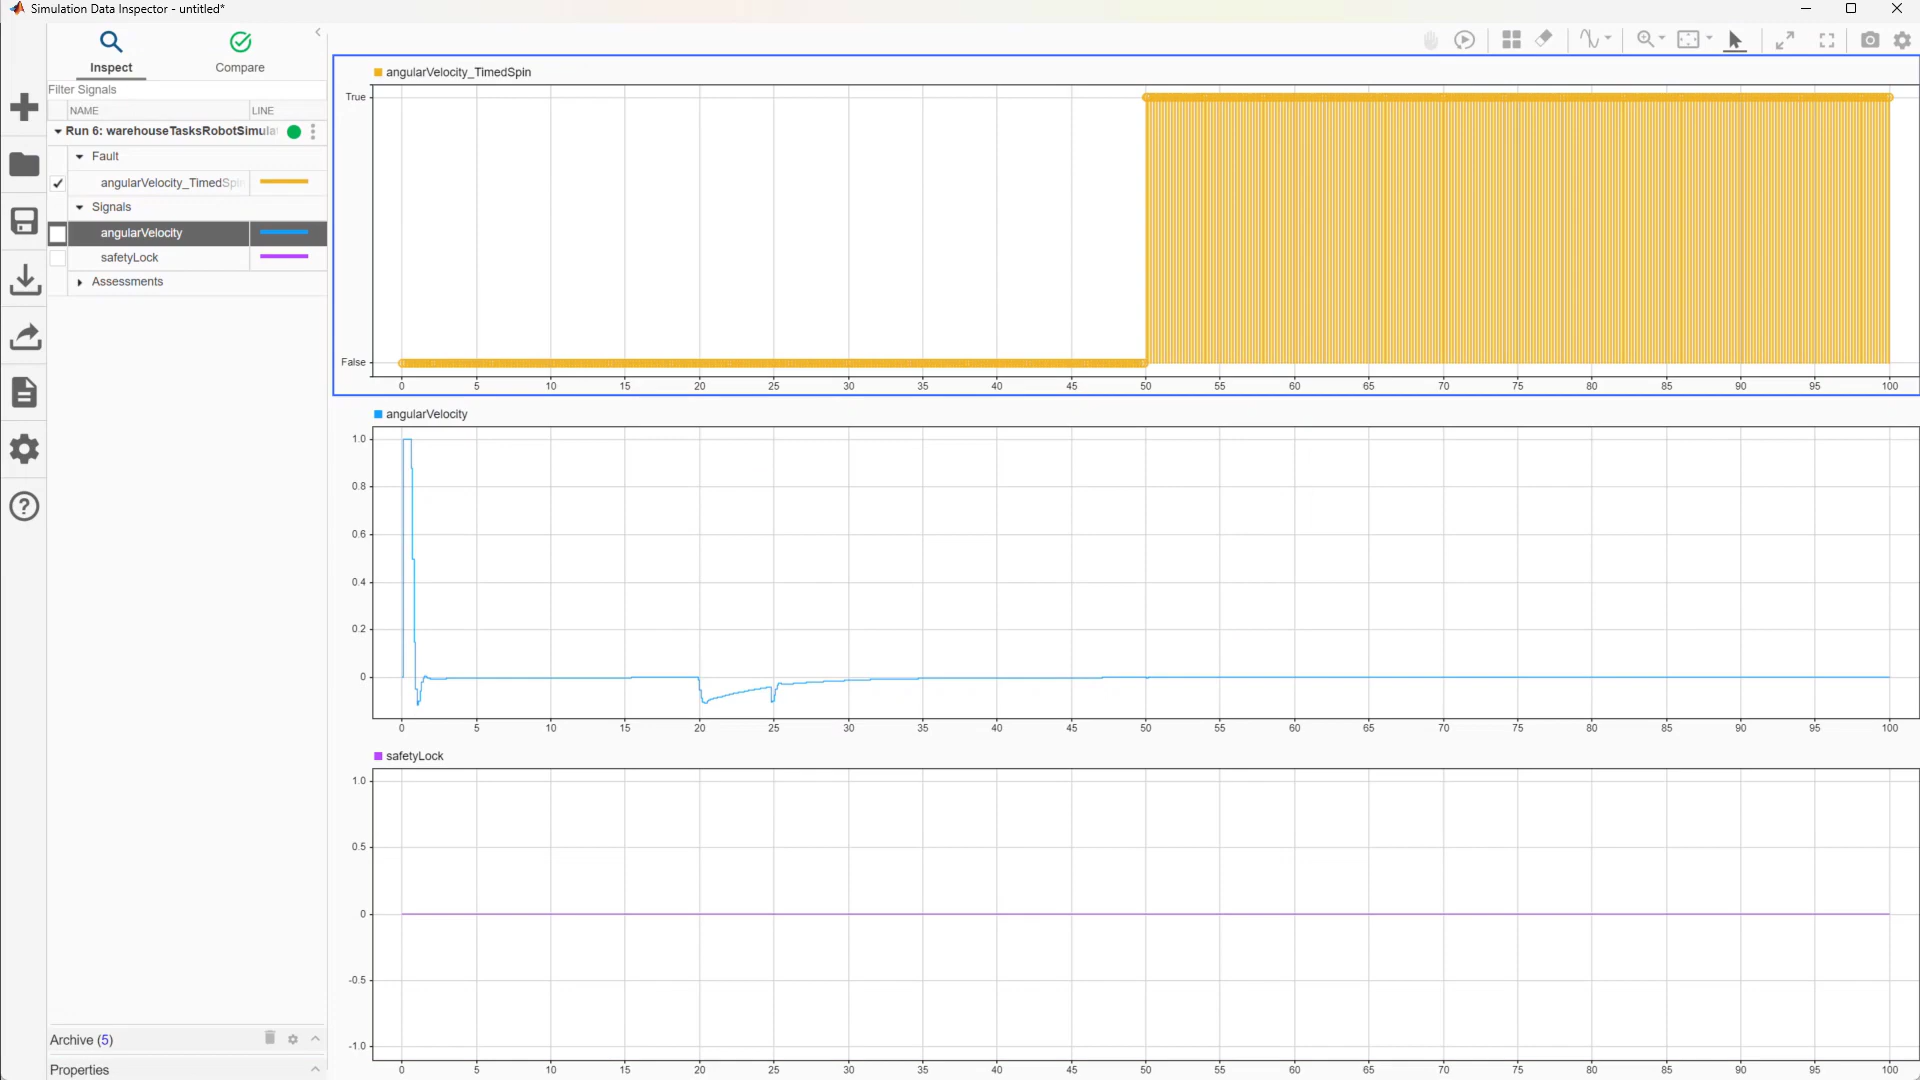 Simulation Data Inspector - untitled*
Inspect
Compare
Filter Signals
NAME LINE
Run 6: warehouseTasksRobotSimula
Fault
angularVelocity_TimedSpin
Signals
angularVelocity
safetyLock
Assessments
Archive (5)
Properties
angularVelocity_TimedSpin
True
False
0 5 10 15 20 25 30 35 40 45 50 55 60 65 70 75 80 85 90 95 100
angularVelocity
1.0
0.8
0.6
0.4
0.2
0
0 5 10 15 20 25 30 35 40 45 50 55 60 65 70 75 80 85 90 95 100
safetyLock
1.0
0.5
0
-0.5
-1.0
0 5 10 15 20 25 30 35 40 45 50 55 60 65 70 75 80 85 90 95 100